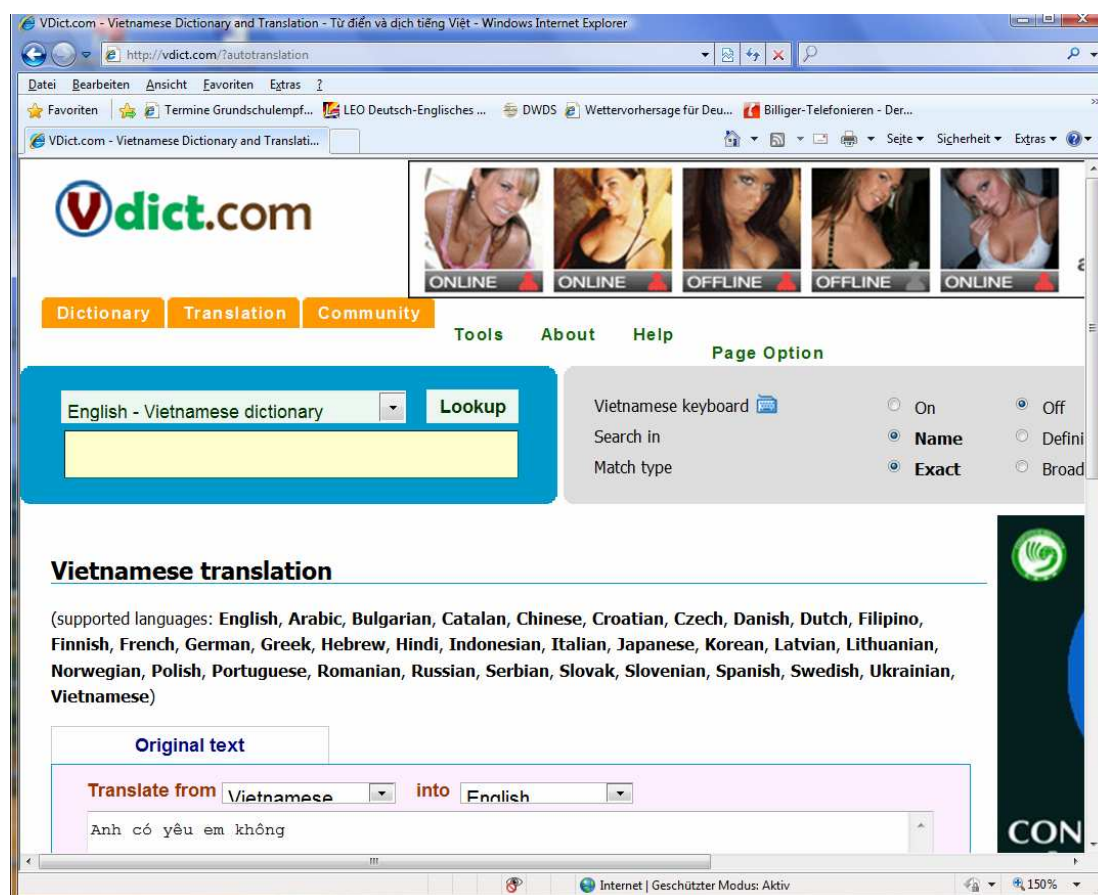 VDict.com - Vietnamese Dictionary and Translation - Từ điển và dịch tiếng Việt - Windows Internet Explorer
http://vdict.com/?autotranslation
Datei Bearbeiten Ansicht Favoriten Extras ?
Favoriten Termine Grundschulempf... LEO Deutsch-Englisches ... DWDS Wettervorhersage für Deu... Billiger-Telefonieren - Der...
VDict.com - Vietnamese Dictionary and Translati... Seite Sicherheit Extras
Vdict.com
ONLINE ONLINE OFFLINE OFFLINE ONLINE
Dictionary Translation Community
Tools About Help
Page Option
English - Vietnamese dictionary Lookup
Vietnamese keyboard On Off
Search in Name Defini
Match type Exact Broad
Vietnamese translation
(supported languages: English, Arabic, Bulgarian, Catalan, Chinese, Croatian, Czech, Danish, Dutch, Filipino,
Finnish, French, German, Greek, Hebrew, Hindi, Indonesian, Italian, Japanese, Korean, Latvian, Lithuanian,
Norwegian, Polish, Portuguese, Romanian, Russian, Serbian, Slovak, Slovenian, Spanish, Swedish, Ukrainian,
Vietnamese)
Original text
Translate from Vietnamese into English
Anh có yêu em không
CON
Internet | Geschützter Modus: Aktiv 150%